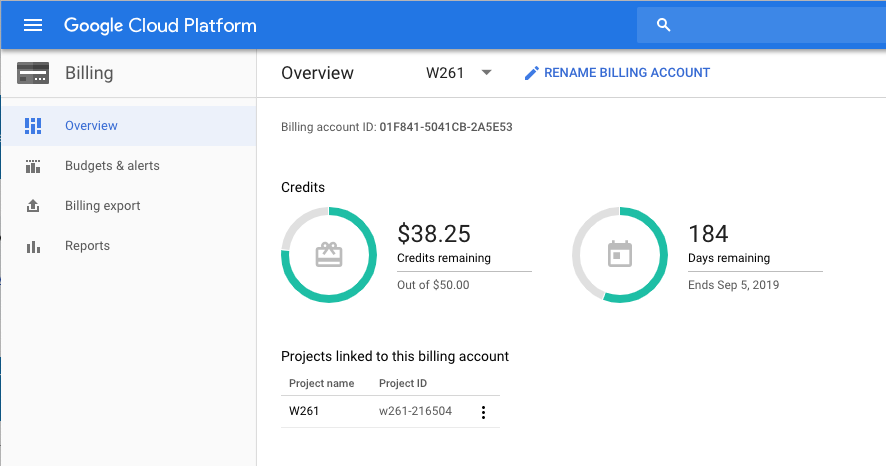 Google Cloud Platform
Billing
Overview
W261
RENAME BILLING ACCOUNT
Overview
Budgets & alerts
Billing export
Reports
Billing account ID: 01F841-5041CB-2A5E53
Credits
$38.25
Credits remaining
Out of $50.00
184
Days remaining
Ends Sep 5, 2019
Projects linked to this billing account
Project name Project ID
W261 w261-216504